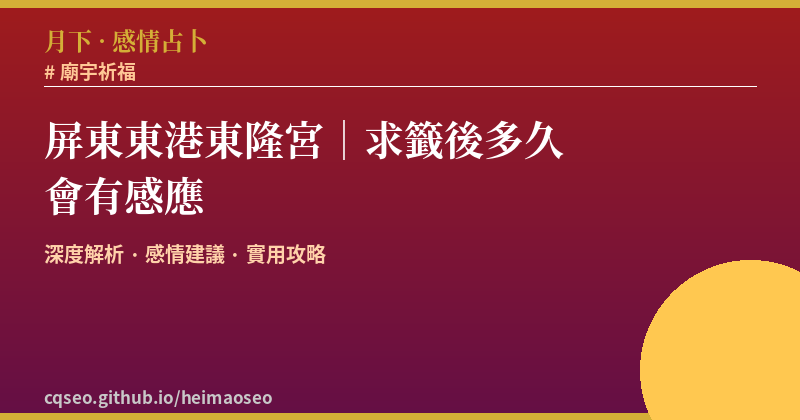 月下 · 感情占卜
# 廟宇祈福
屏東東港東隆宮｜求籤後多久
會有感應
深度解析 · 感情建議 · 實用攻略
cqseo.github.io/heimaoseo